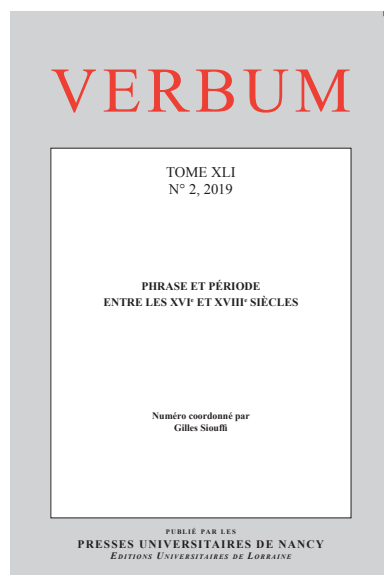 VERBUM
TOME XLI
N° 2, 2019
PHRASE ET PÉRIODE
ENTRE LES XVIe ET XVIIIe SIÈCLES
Numéro coordonné par
Gilles Siouffi
PUBLIÉ PAR LES
PRESSES UNIVERSITAIRES DE NANCY
EDITIONS UNIVERSITAIRES DE LORRAINE